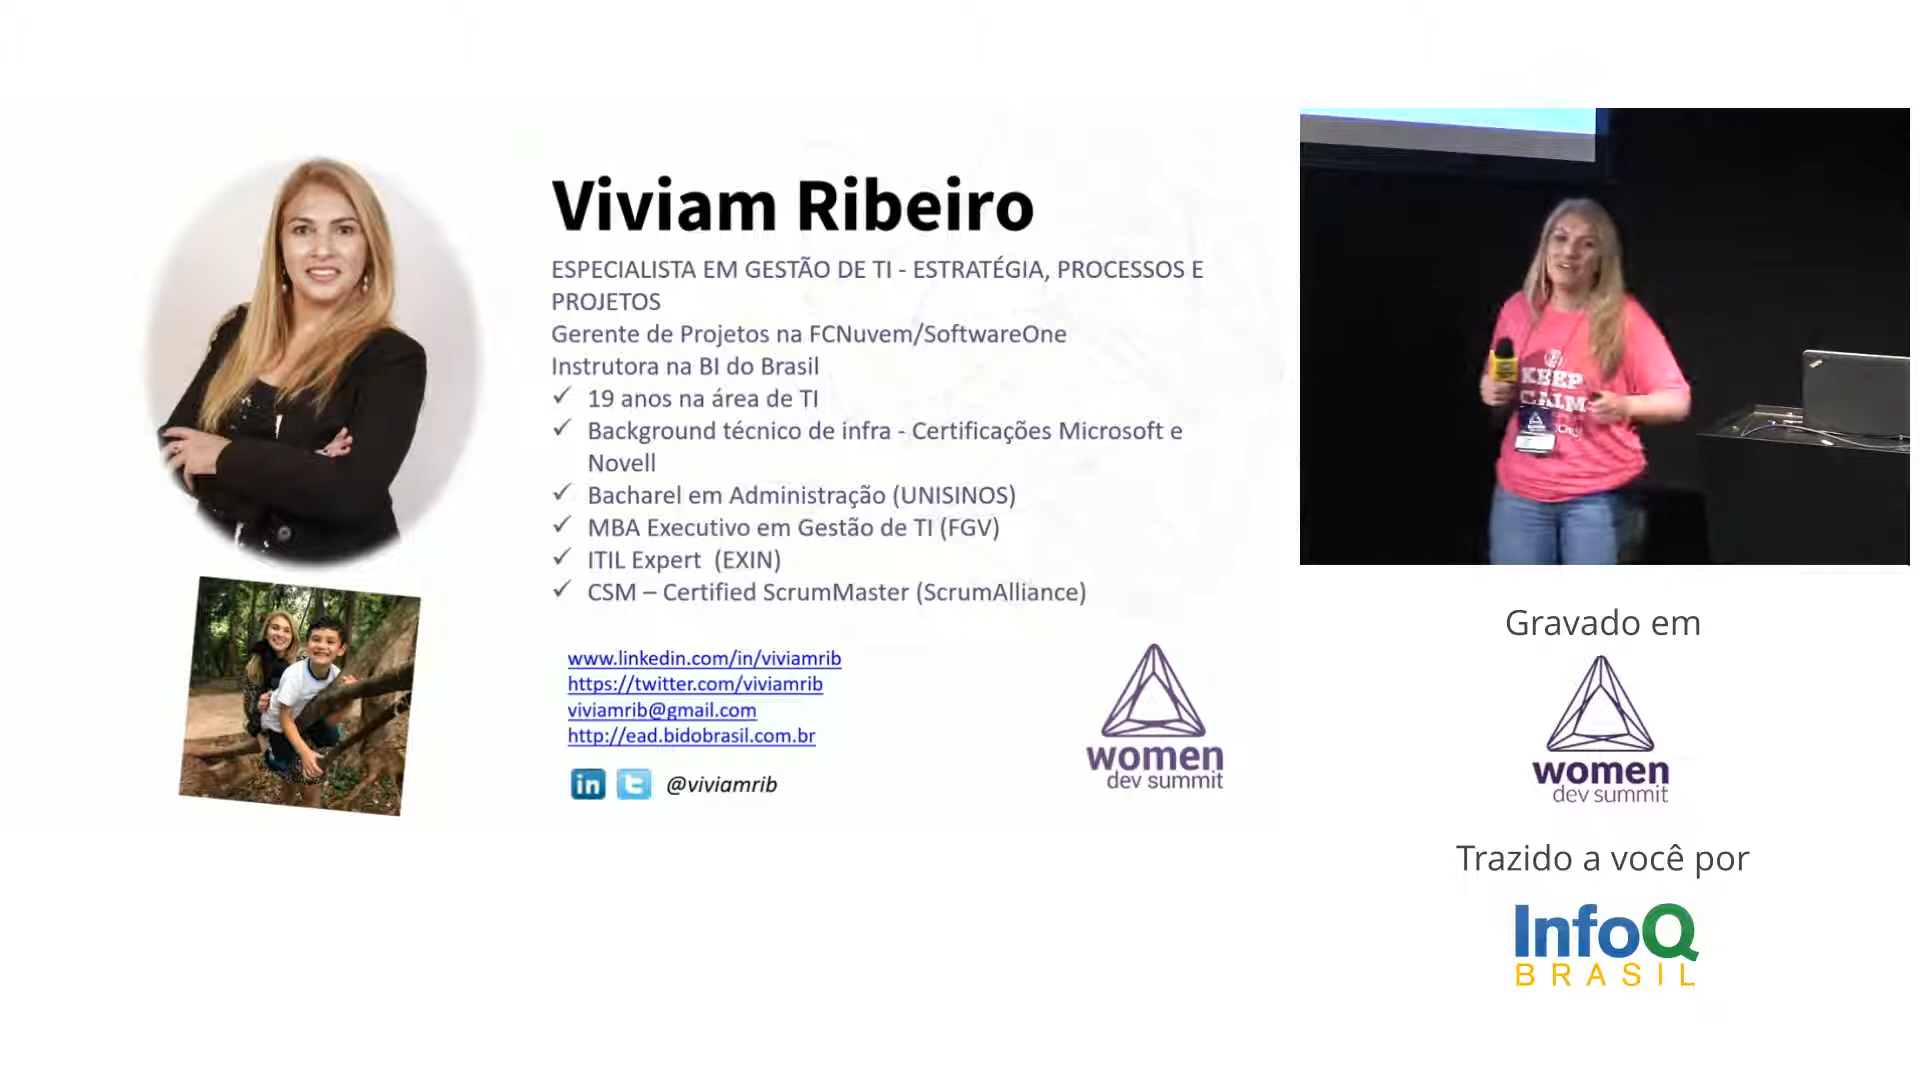 Viviam Ribeiro
ESPECIALISTA EM GESTÃO DE TI - ESTRATÉGIA, PROCESSOS E
PROJETOS
Gerente de Projetos na FCNuvem/SoftwareOne
Instrutora na BI do Brasil
✓ 19 anos na área de TI
✓ Background técnico de infra - Certificações Microsoft e
Novell
✓ Bacharel em Administração (UNISINOS)
✓ MBA Executivo em Gestão de TI (FGV)
✓ ITIL Expert (EXIN)
✓ CSM – Certified ScrumMaster (ScrumAlliance)
www.linkedin.com/in/viviamrib
https://twitter.com/viviamrib
viviamrib@gmail.com
http://ead.bidobrasil.com.br
in t @viviamrib
women
dev summit
KEEP
CALM
Gravado em
women
dev summit
Trazido a você por
InfoQ
BRASIL